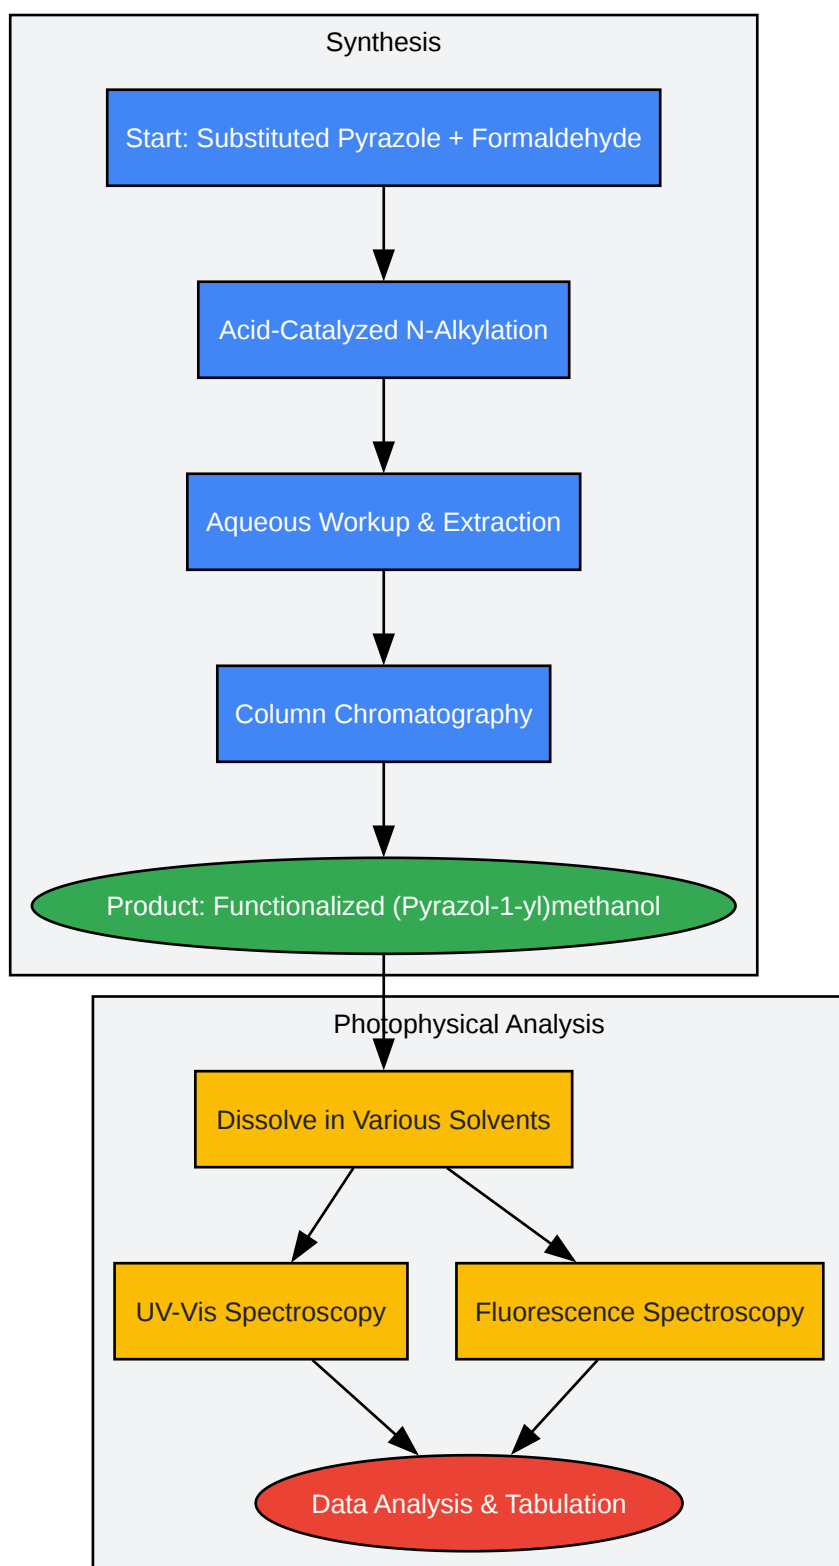 Synthesis
Start: Substituted Pyrazole + Formaldehyde
Acid-Catalyzed N-Alkylation
Aqueous Workup & Extraction
Column Chromatography
Product: Functionalized (Pyrazol-1-yl)methanol
Photophysical Analysis
Dissolve in Various Solvents
UV-Vis Spectroscopy
Fluorescence Spectroscopy
Data Analysis & Tabulation